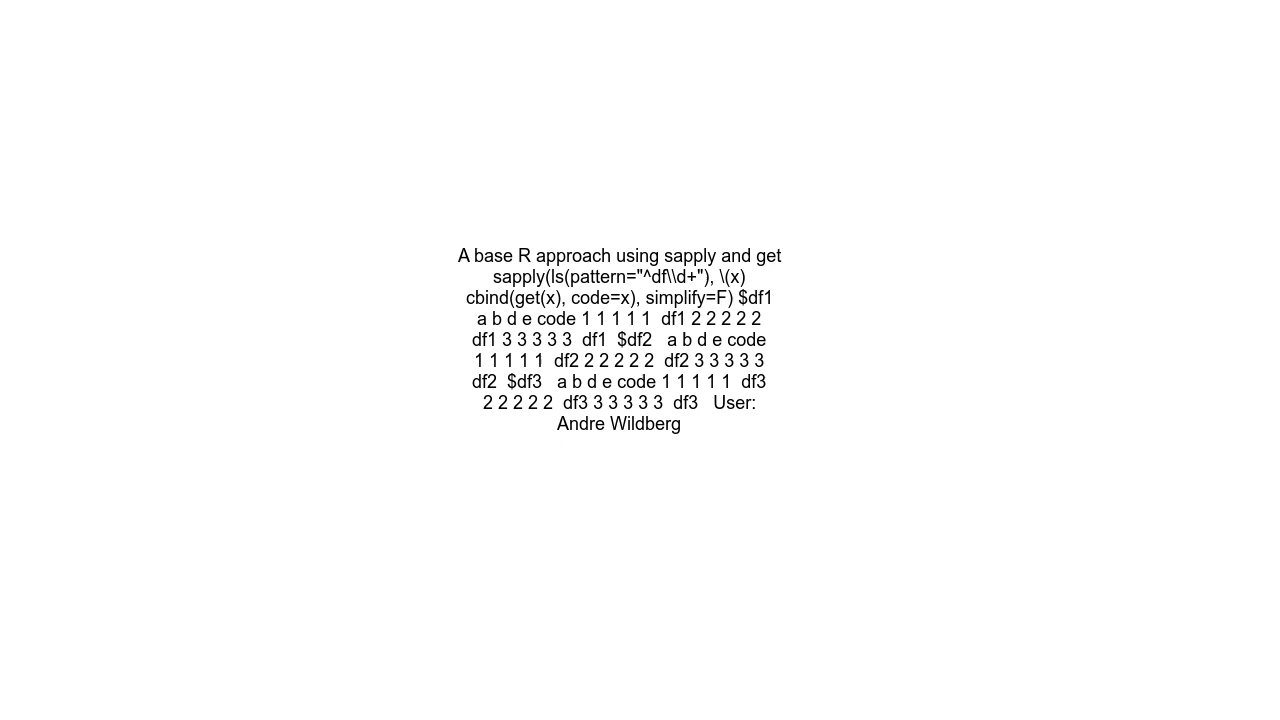 A base R approach using sapply and get
sapply(ls(pattern="^df\\d+"), \(x)
cbind(get(x), code=x), simplify=F) $df1
a b d e code 1 1 1 1 1  df1 2 2 2 2 2
df1 3 3 3 3 3  df1  $df2   a b d e code
1 1 1 1 1  df2 2 2 2 2 2  df2 3 3 3 3 3
df2  $df3   a b d e code 1 1 1 1 1  df3
2 2 2 2 2  df3 3 3 3 3 3  df3   User:
Andre Wildberg